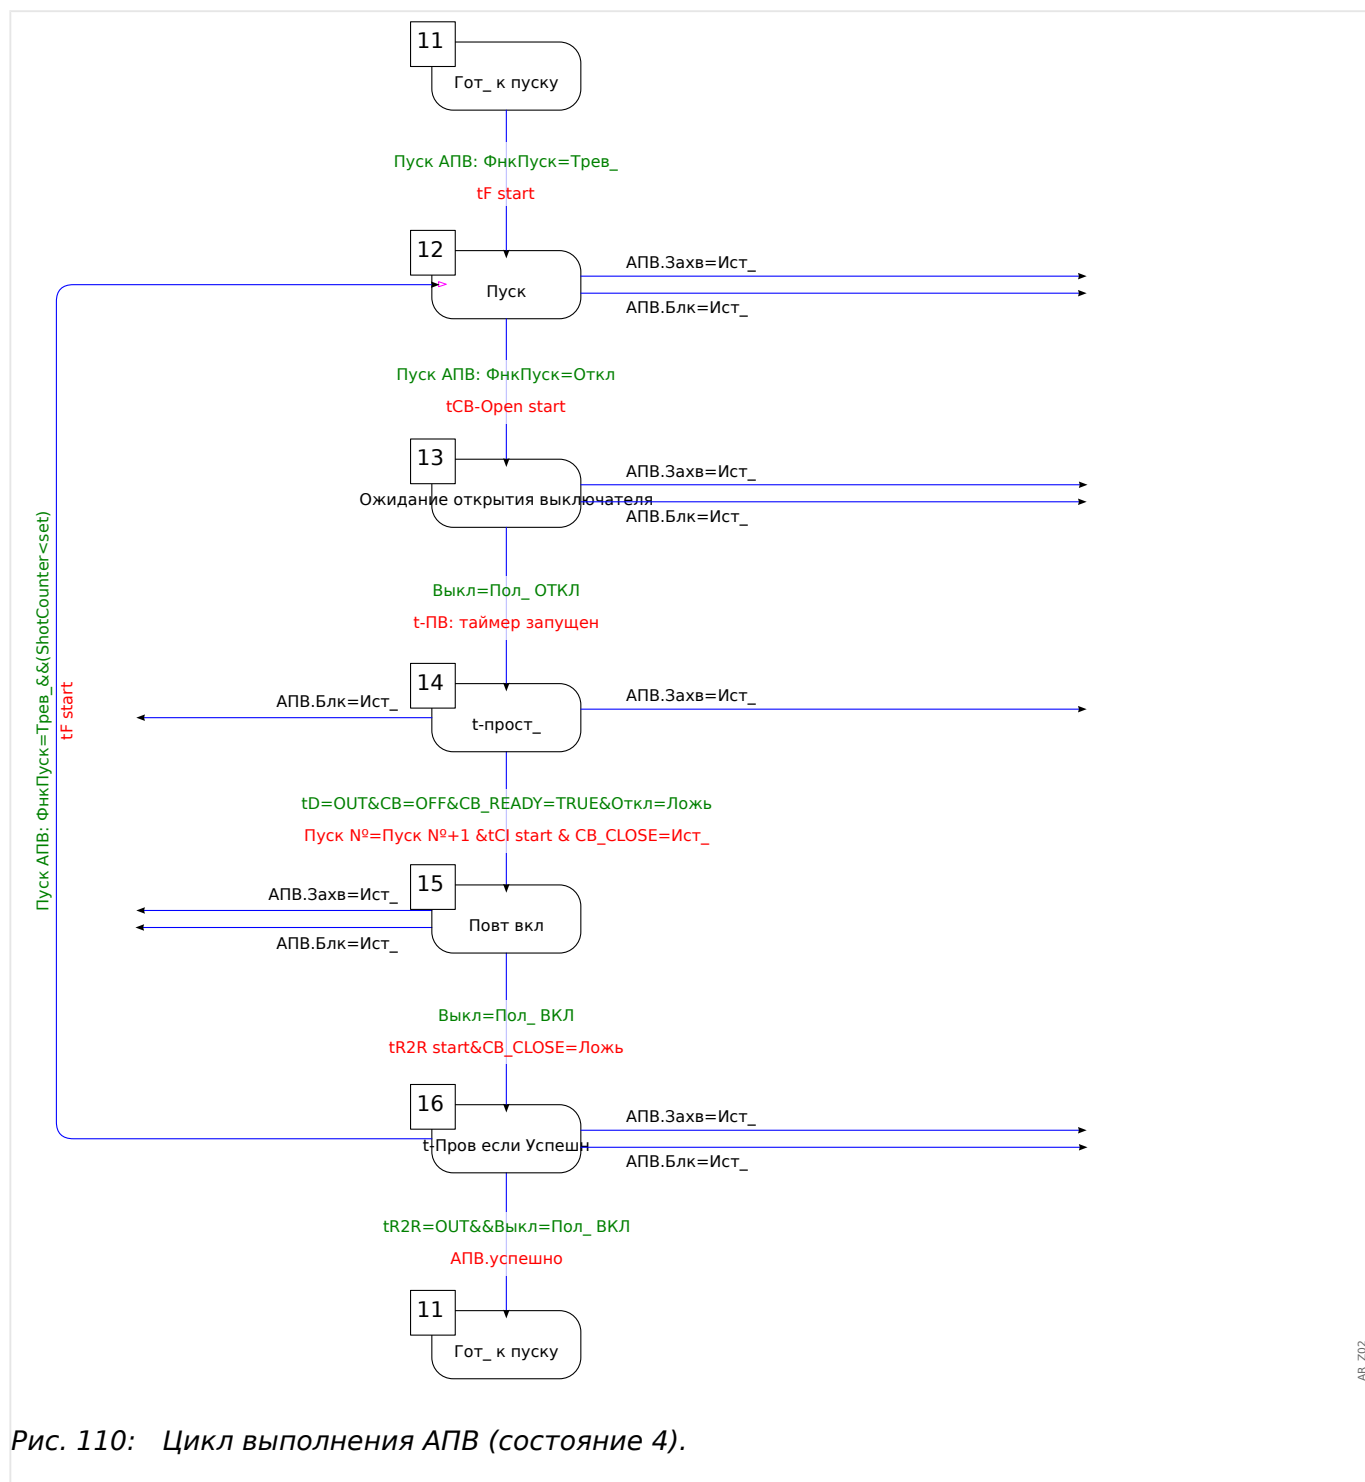 11
Гот_ к пуску
Пуск АПВ: ФнкПуск=Трев_
tF start
12
Пуск
АПВ.Захв=Ист_
АПВ.Блк=Ист_
Пуск АПВ: ФнкПуск=Откл
tCB-Open start
13
Ожидание открытия выключателя
АПВ.Захв=Ист_
АПВ.Блк=Ист_
Пуск АПВ: ФнкПуск=Трев_&&(ShotCounter<set)
tF start
Выкл=Пол_ ОТКЛ
t-ПВ: таймер запущен
14
t-прост_
АПВ.Блк=Ист_
АПВ.Захв=Ист_
tD=OUT&CB=OFF&CB_READY=TRUE&Откл=Ложь
Пуск №=Пуск №+1 &tCl start & CB_CLOSE=Ист_
15
Повт вкл
АПВ.Захв=Ист_
АПВ.Блк=Ист_
Выкл=Пол_ ВКЛ
tR2R start&CB_CLOSE=Ложь
16
t-Пров если Успешн
АПВ.Захв=Ист_
АПВ.Блк=Ист_
tR2R=OUT&&Выкл=Пол_ ВКЛ
АПВ.успешно
11
Гот_ к пуску
AR_Z02
Рис. 110: Цикл выполнения АПВ (состояние 4).